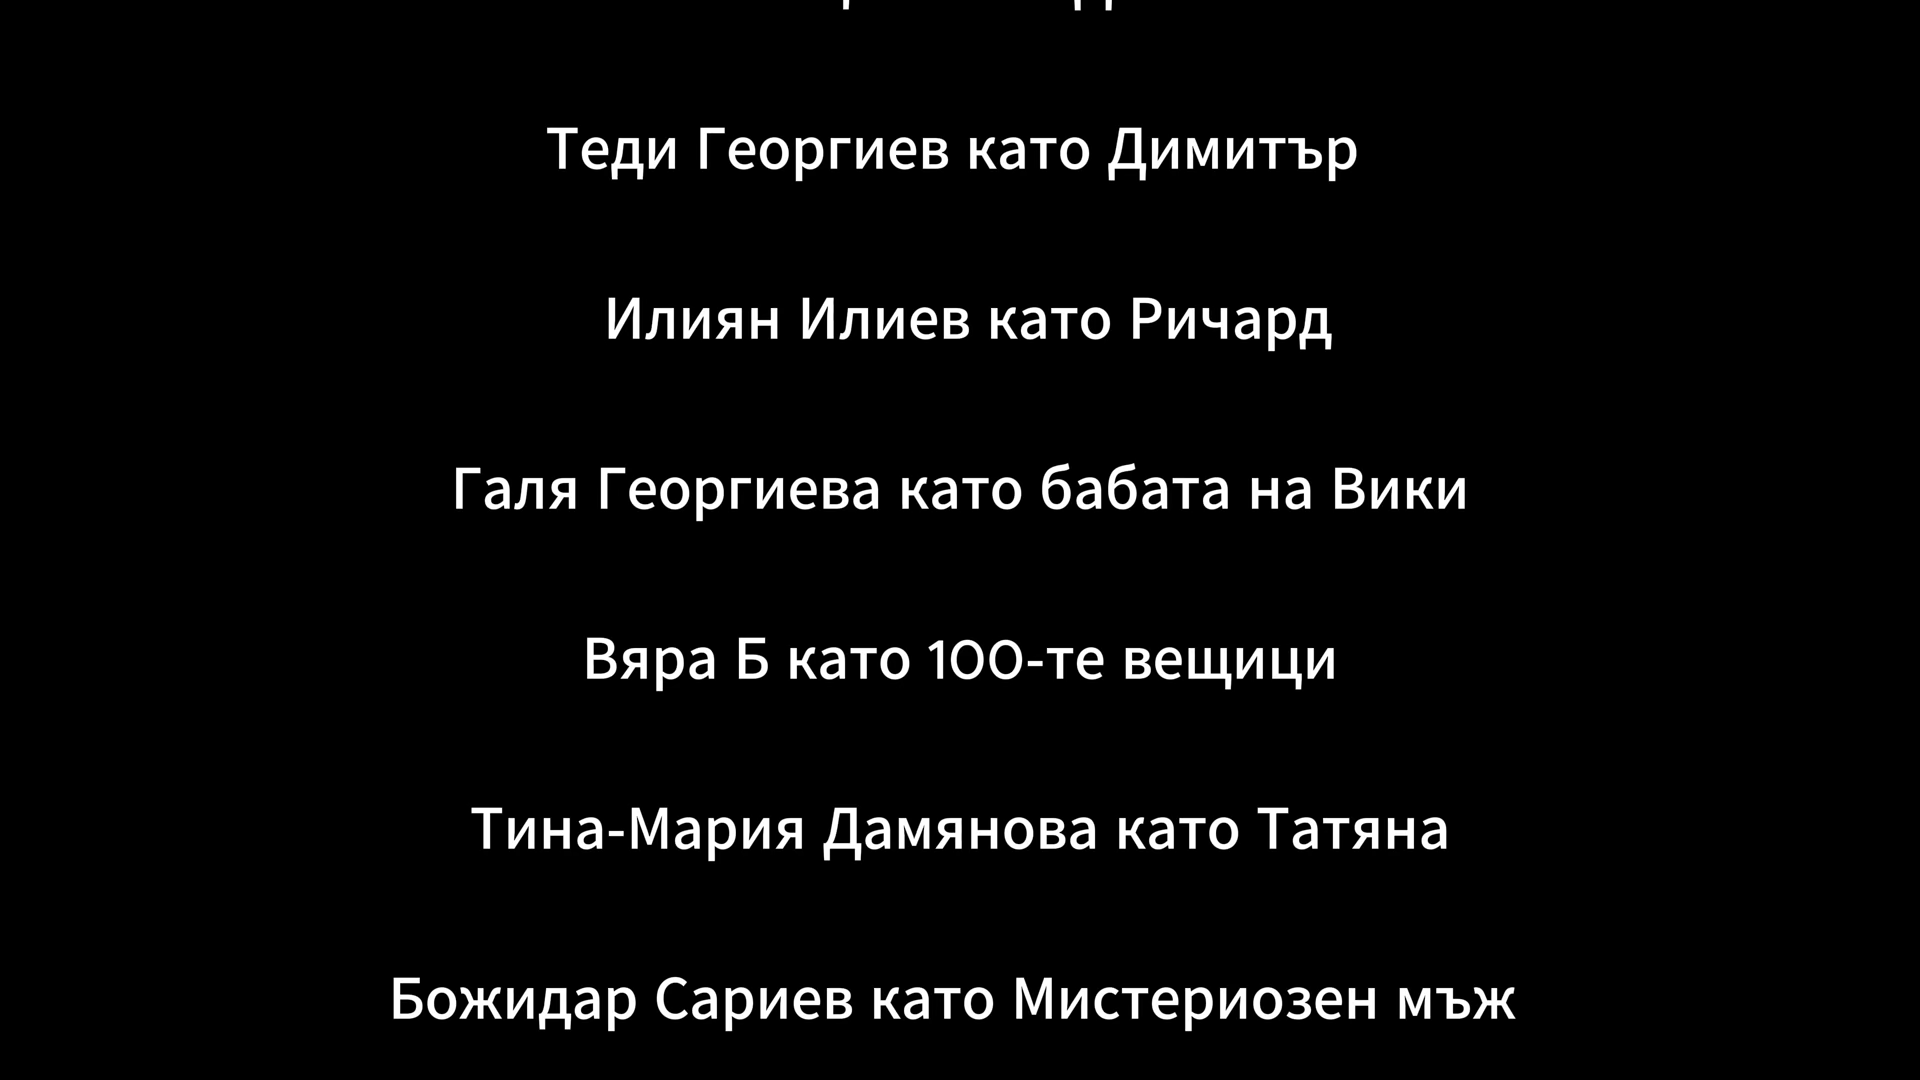 Теди Георгиев като Димитър
Илиян Илиев като Ричард
Галя Георгиева като бабата на Вики
Вяра Б като 100-те вещици
Тина-Мария Дамянова като Татяна
Божидар Сариев като Мистериозен мъж